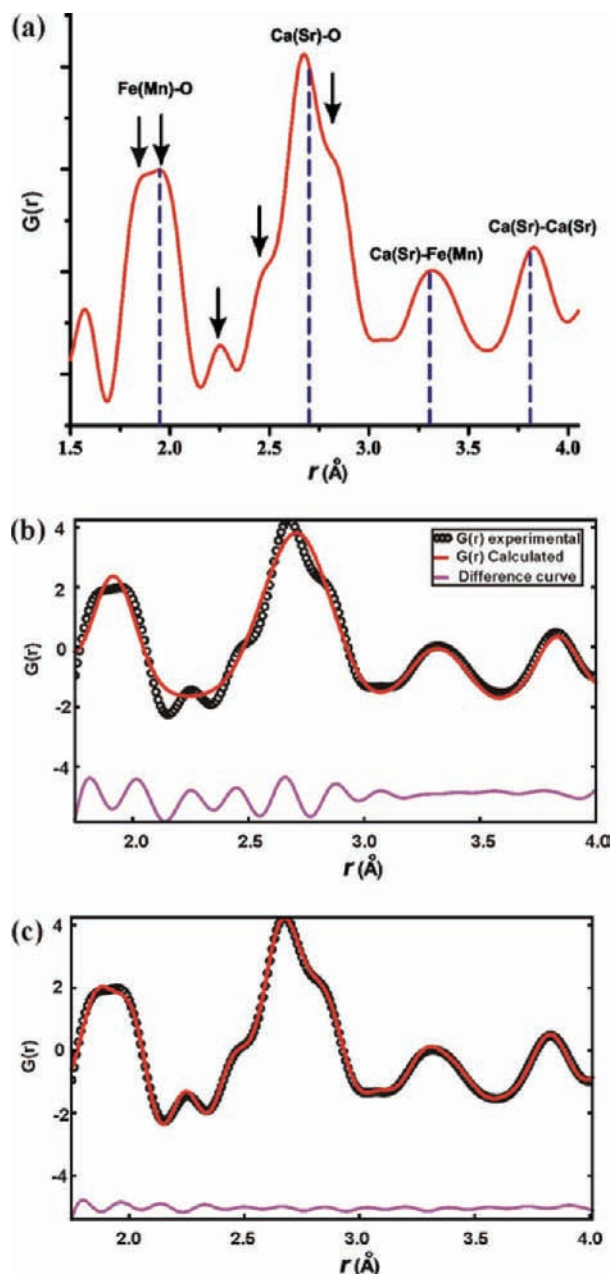 (a)
Ca(Sr)-O
Fe(Mn)-O
Ca(Sr)-Ca(Sr)
Ca(Sr)-Fe(Mn)
G(r)
1.5 2.0 2.5 3.0 3.5 4.0
r (Å)
(b)
4
G(r) experimental
G(r) Calculated
Difference curve
2
0
G(r)
-2
-4
2.0 2.5 3.0 3.5 4.0
r (Å)
(c)
4
2
0
G(r)
-2
-4
2.0 2.5 3.0 3.5 4.0
r (Å)